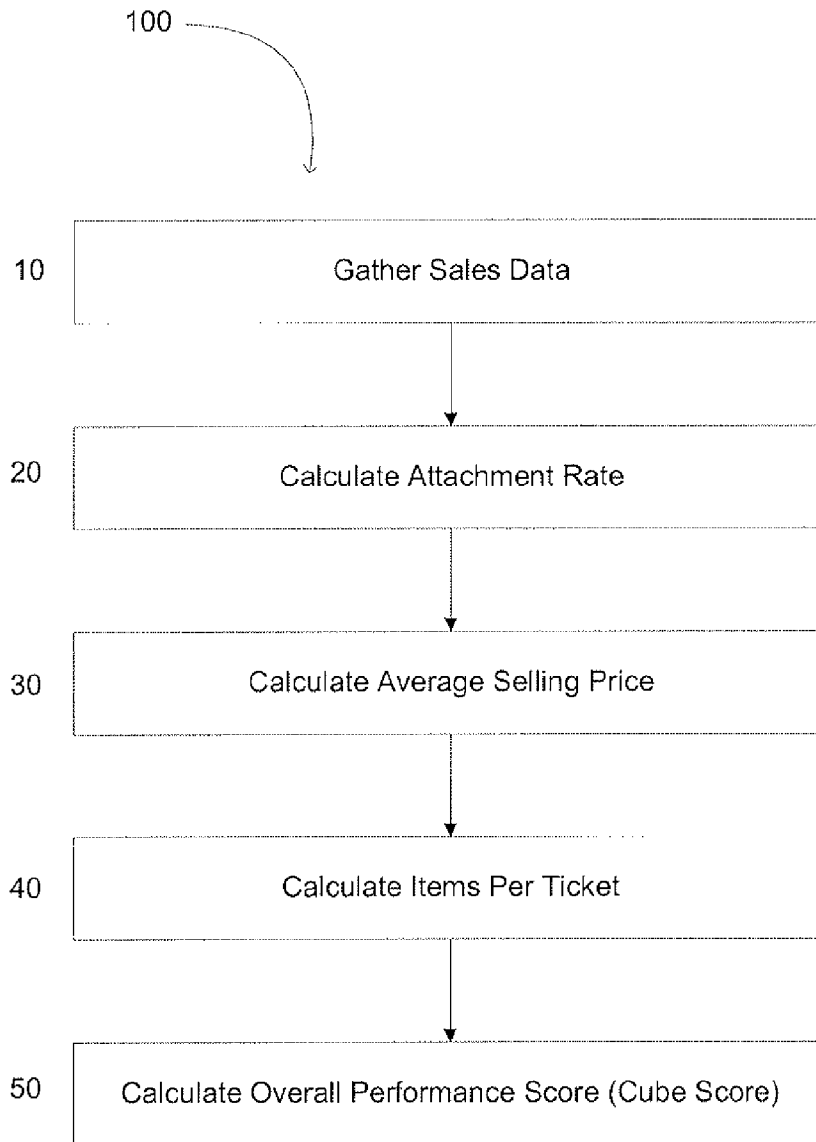 100
10 Gather Sales Data
20 Calculate Attachment Rate
30 Calculate Average Selling Price
40 Calculate Items Per Ticket
50 Calculate Overall Performance Score (Cube Score)